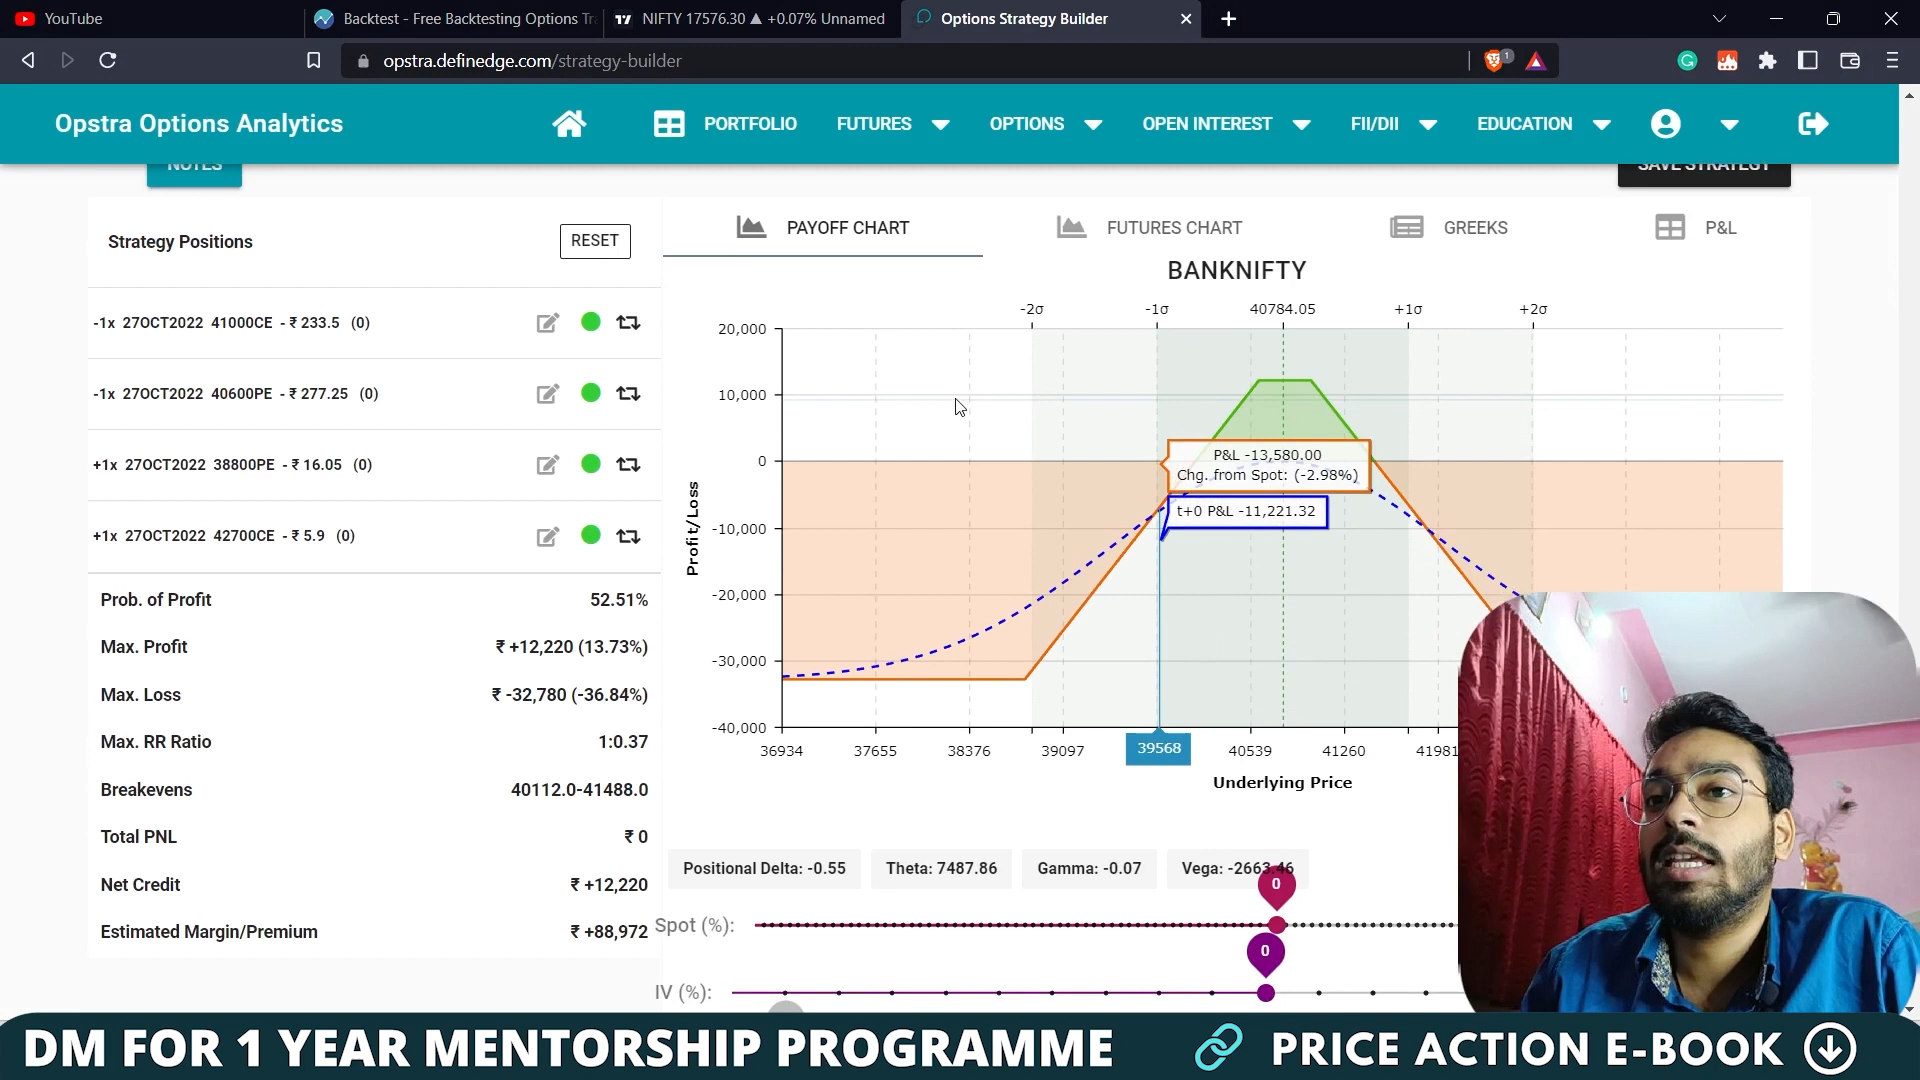 YouTube
Backtest - Free Backtesting Options Tr
NIFTY 17576.30 ▲ +0.07% Unnamed
Options Strategy Builder
opstra.definedge.com/strategy-builder
1
Opstra Options Analytics
PORTFOLIO
FUTURES
OPTIONS
OPEN INTEREST
FII/DII
EDUCATION
NOTES
SAVE STRATEGY
Strategy Positions
RESET
PAYOFF CHART
FUTURES CHART
GREEKS
P&L
-1x 27OCT2022 41000CE - ₹ 233.5 (0)
-1x 27OCT2022 40600PE - ₹ 277.25 (0)
+1x 27OCT2022 38800PE - ₹ 16.05 (0)
+1x 27OCT2022 42700CE - ₹ 5.9 (0)
Prob. of Profit 52.51%
Max. Profit ₹ +12,220 (13.73%)
Max. Loss ₹ -32,780 (-36.84%)
Max. RR Ratio 1:0.37
Breakevens 40112.0-41488.0
Total PNL ₹ 0
Net Credit ₹ +12,220
Estimated Margin/Premium ₹ +88,972
BANKNIFTY
-2σ -1σ 40784.05 +1σ +2σ
20,000
10,000
0
-10,000
-20,000
-30,000
-40,000
Profit/Loss
P&L -13,580.00
Chg. from Spot: (-2.98%)
t+0 P&L -11,221.32
36934 37655 38376 39097 39568 40539 41260 41981
Underlying Price
Positional Delta: -0.55
Theta: 7487.86
Gamma: -0.07
Vega: -2663.46
0
Spot (%):
0
IV (%):
DM FOR 1 YEAR MENTORSHIP PROGRAMME
PRICE ACTION E-BOOK